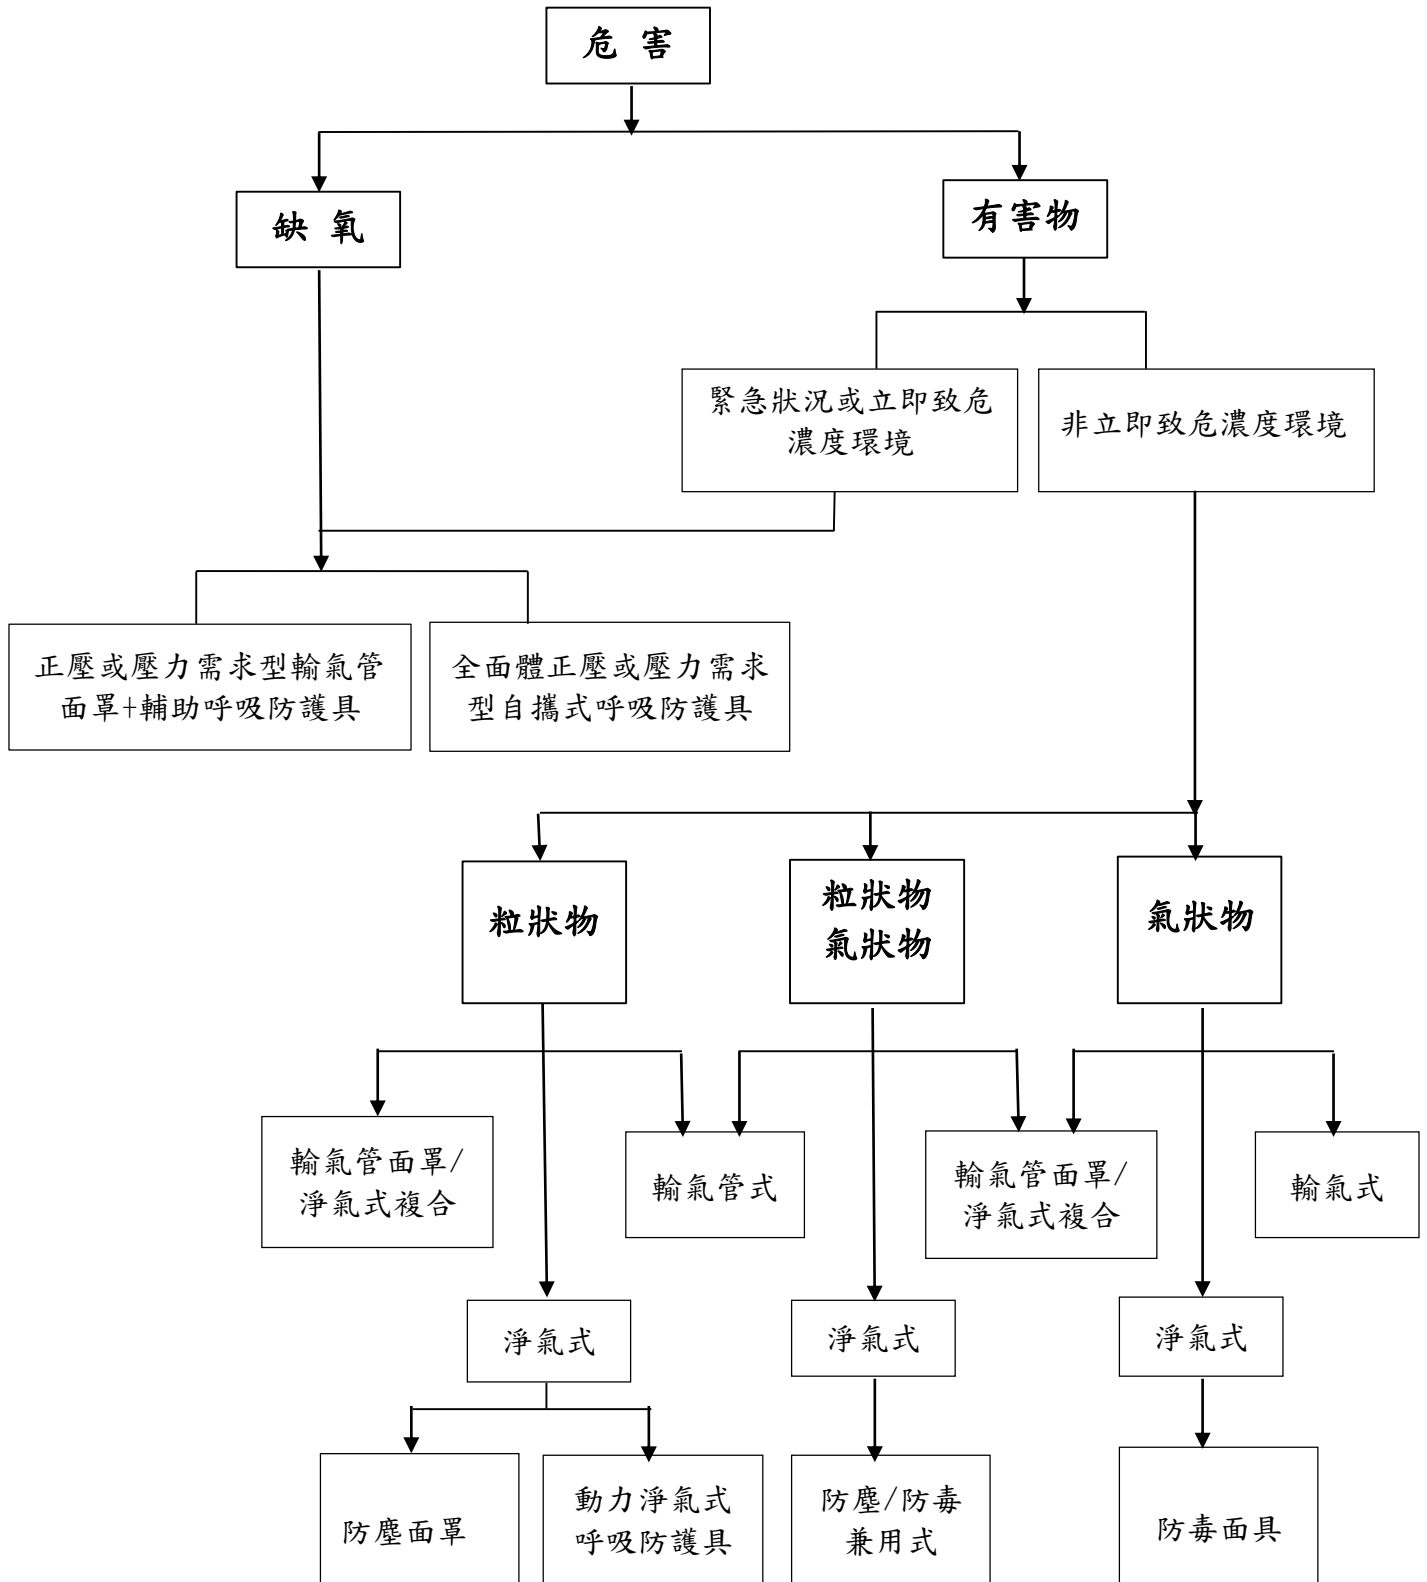 危 害
缺 氧
有害物
緊急狀況或立即致危
濃度環境
非立即致危濃度環境
正壓或壓力需求型輸氣管
面罩+輔助呼吸防護具
全面體正壓或壓力需求
型自攜式呼吸防護具
粒狀物
粒狀物
氣狀物
氣狀物
輸氣管面罩/
淨氣式複合
輸氣管式
輸氣管面罩/
淨氣式複合
輸氣式
淨氣式
淨氣式
淨氣式
防塵面罩
動力淨氣式
呼吸防護具
防塵/防毒
兼用式
防毒面具